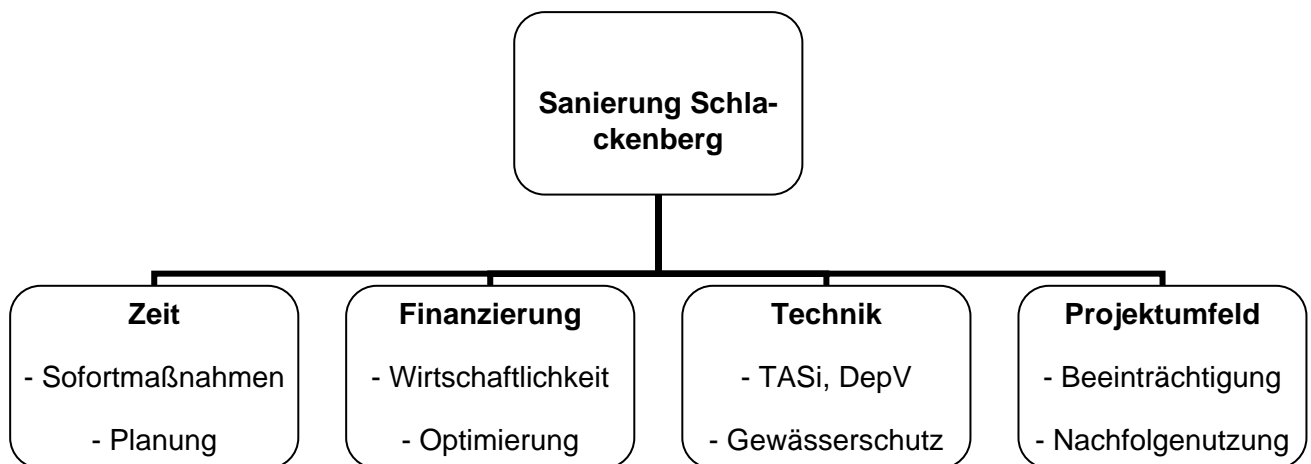 Sanierung Schla-
ckenberg
Zeit
- Sofortmaßnahmen
- Planung
Finanzierung
- Wirtschaftlichkeit
- Optimierung
Technik
- TASi, DepV
- Gewässerschutz
Projektumfeld
- Beeinträchtigung
- Nachfolgenutzung